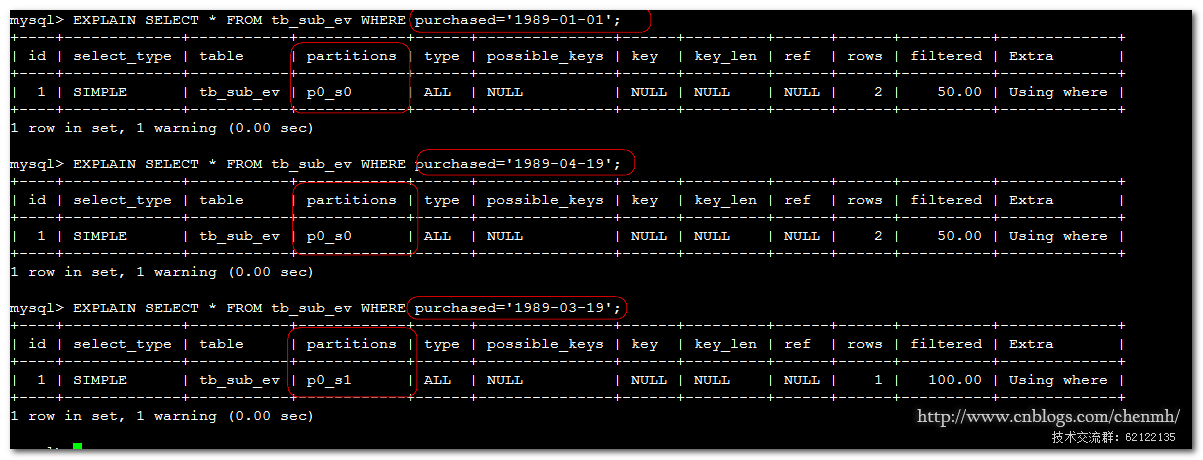 mysql> EXPLAIN SELECT * FROM tb_sub_ev WHERE purchased='1989-01-01';
+----+-------------+-----------+------------+------+---------------+------+---------+------+------+----------+-------------+
| id | select_type | table | partitions | type | possible_keys | key | key_len | ref | rows | filtered | Extra |
+----+-------------+-----------+------------+------+---------------+------+---------+------+------+----------+-------------+
| 1 | SIMPLE | tb_sub_ev | p0_s0 | ALL | NULL | NULL | NULL | NULL | 2 | 50.00 | Using where |
+----+-------------+-----------+------------+------+---------------+------+---------+------+------+----------+-------------+
1 row in set, 1 warning (0.00 sec)
mysql> EXPLAIN SELECT * FROM tb_sub_ev WHERE purchased='1989-04-19';
+----+-------------+-----------+------------+------+---------------+------+---------+------+------+----------+-------------+
| id | select_type | table | partitions | type | possible_keys | key | key_len | ref | rows | filtered | Extra |
+----+-------------+-----------+------------+------+---------------+------+---------+------+------+----------+-------------+
| 1 | SIMPLE | tb_sub_ev | p0_s0 | ALL | NULL | NULL | NULL | NULL | 2 | 50.00 | Using where |
+----+-------------+-----------+------------+------+---------------+------+---------+------+------+----------+-------------+
1 row in set, 1 warning (0.00 sec)
mysql> EXPLAIN SELECT * FROM tb_sub_ev WHERE purchased='1989-03-19';
+----+-------------+-----------+------------+------+---------------+------+---------+------+------+----------+-------------+
| id | select_type | table | partitions | type | possible_keys | key | key_len | ref | rows | filtered | Extra |
+----+-------------+-----------+------------+------+---------------+------+---------+------+------+----------+-------------+
| 1 | SIMPLE | tb_sub_ev | p0_s1 | ALL | NULL | NULL | NULL | NULL | 1 | 100.00 | Using where |
+----+-------------+-----------+------------+------+---------------+------+---------+------+------+----------+-------------+
1 row in set, 1 warning (0.00 sec)
http://www.cnblogs.com/chenmh/
技术交流群：62122135